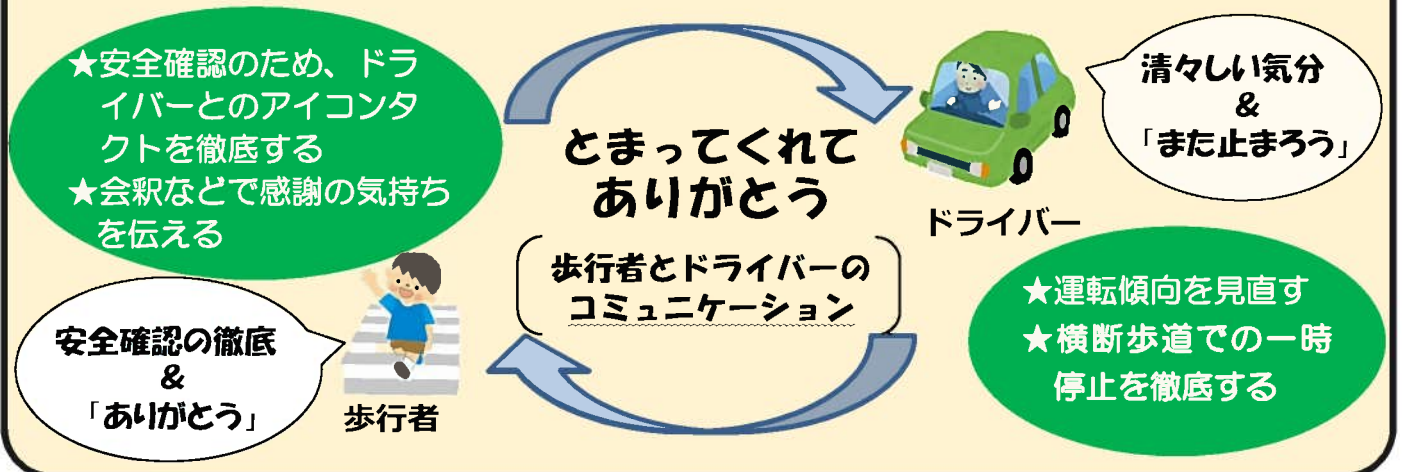 ★安全確認のため、ドラ
イバーとのアイコンタ
クトを徹底する
★会釈などで感謝の気持ち
を伝える
安全確認の徹底
&
「ありがとう」
歩行者
とまってくれて
ありがとう
歩行者とドライバーの
コミュニケーション
ドライバー
清々しい気分
&
「また止まろう」
★運転傾向を見直す
★横断歩道での一時
停止を徹底する